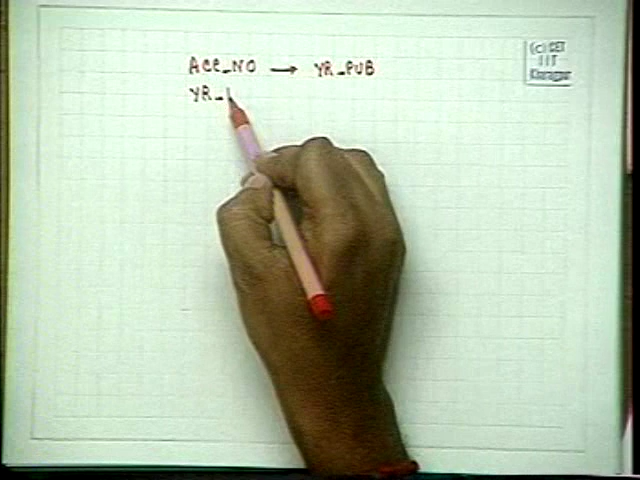 ACC_NO → YR_PUB
YR_
(C) CET
IIT
Kharagpur